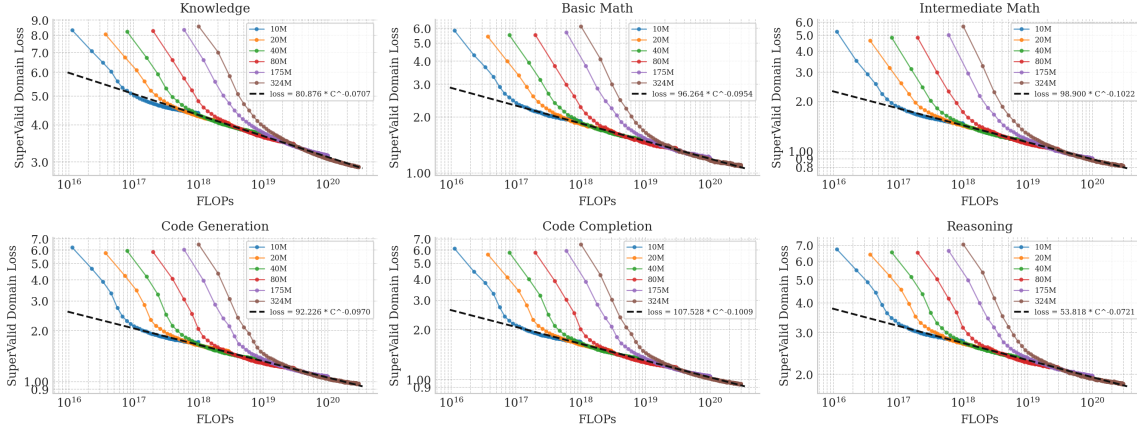 Knowledge
SuperValid Domain Loss
9.0
8.0
7.0
6.0
5.0
4.0
3.0
10^16 10^17 10^18 10^19 10^20
FLOPs
10M
20M
40M
80M
175M
324M
loss = 80.876 * C^-0.0707
Basic Math
SuperValid Domain Loss
6.0
5.0
4.0
3.0
2.0
1.00
10^16 10^17 10^18 10^19 10^20
FLOPs
10M
20M
40M
80M
175M
324M
loss = 96.264 * C^-0.0954
Intermediate Math
SuperValid Domain Loss
6.0
5.0
4.0
3.0
2.0
1.00
0.9
0.8
10^16 10^17 10^18 10^19 10^20
FLOPs
10M
20M
40M
80M
175M
324M
loss = 98.900 * C^-0.1022
Code Generation
SuperValid Domain Loss
7.0
6.0
5.0
4.0
3.0
2.0
1.00
0.9
10^16 10^17 10^18 10^19 10^20
FLOPs
10M
20M
40M
80M
175M
324M
loss = 92.226 * C^-0.0970
Code Completion
SuperValid Domain Loss
7.0
6.0
5.0
4.0
3.0
2.0
1.00
0.9
10^16 10^17 10^18 10^19 10^20
FLOPs
10M
20M
40M
80M
175M
324M
loss = 107.528 * C^-0.1009
Reasoning
SuperValid Domain Loss
7.0
6.0
5.0
4.0
3.0
2.0
10^16 10^17 10^18 10^19 10^20
FLOPs
10M
20M
40M
80M
175M
324M
loss = 53.818 * C^-0.0721